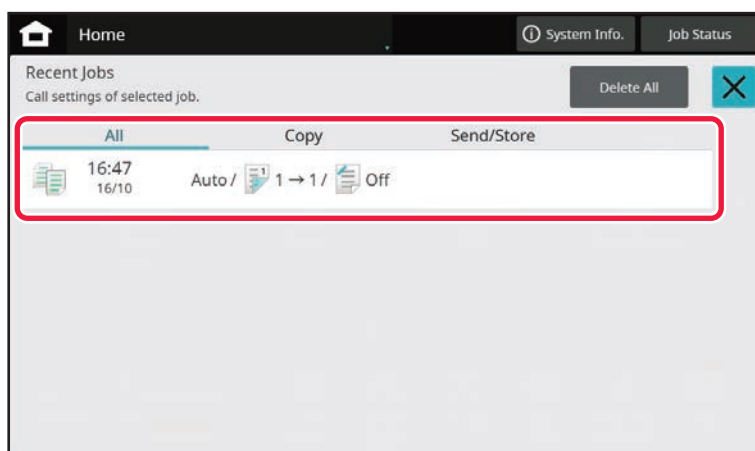 Home
System Info.
Job Status
Recent Jobs
Call settings of selected job.
Delete All
All
Copy
Send/Store
16:47
16/10
Auto / 1 1 → 1 / Off